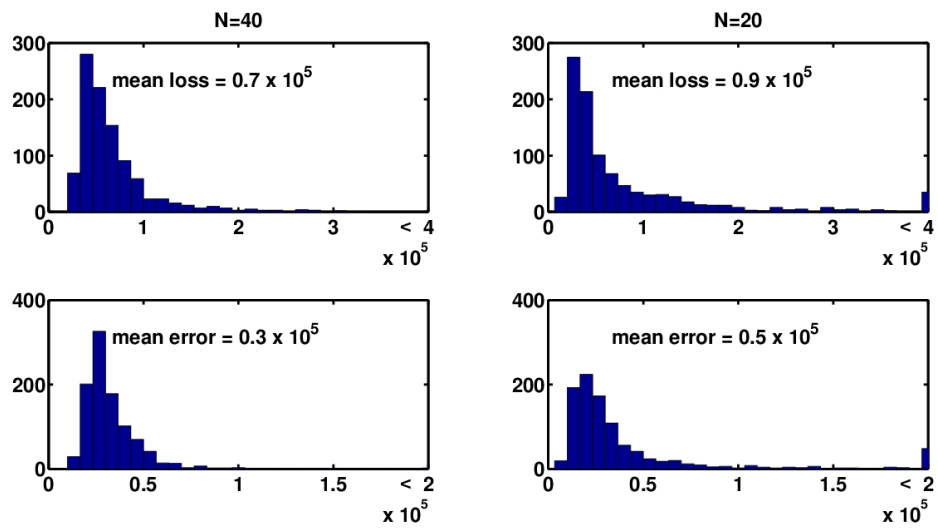 N=40
N=20
300
200
100
0
mean loss = 0.7 x 10^5
0 1 2 3 < 4
x 10^5
300
200
100
0
mean loss = 0.9 x 10^5
0 1 2 3 < 4
x 10^5
400
200
0
mean error = 0.3 x 10^5
0 0.5 1 1.5 < 2
x 10^5
400
200
0
mean error = 0.5 x 10^5
0 0.5 1 1.5 < 2
x 10^5